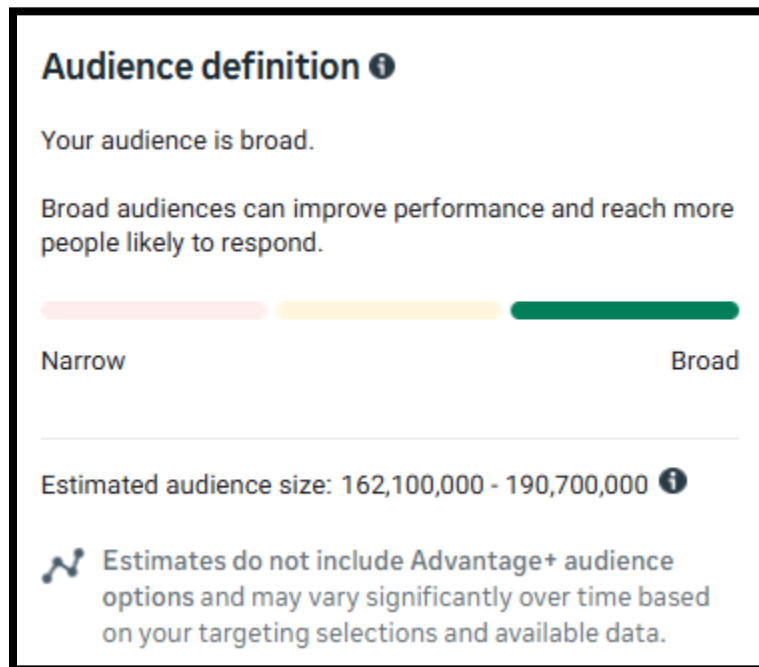 Audience definition
Your audience is broad.
Broad audiences can improve performance and reach more
people likely to respond.
Narrow Broad
Estimated audience size: 162,100,000 - 190,700,000
Estimates do not include Advantage+ audience
options and may vary significantly over time based
on your targeting selections and available data.